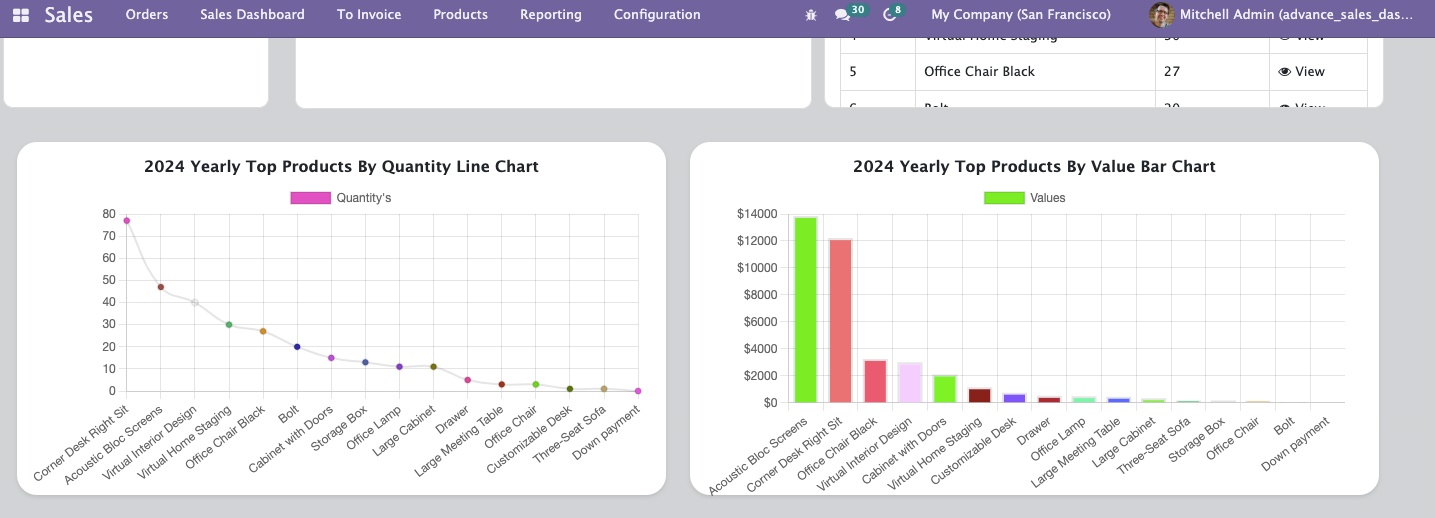 Sales Orders Sales Dashboard To Invoice Products Reporting Configuration 30 8 My Company (San Francisco) Mitchell Admin (advance_sales_das...
Virtual Home Staging
5 Office Chair Black 27 View
2024 Yearly Top Products By Quantity Line Chart
Quantity's
80
70
60
50
40
30
20
10
0
Corner Desk Right Sit
Acoustic Bloc Screens
Virtual Interior Design
Virtual Home Staging
Office Chair Black
Bolt
Cabinet with Doors
Storage Box
Office Lamp
Large Cabinet
Drawer
Large Meeting Table
Office Chair
Customizable Desk
Three-Seat Sofa
Down payment
2024 Yearly Top Products By Value Bar Chart
Values
$14000
$12000
$10000
$8000
$6000
$4000
$2000
$0
Acoustic Bloc Screens
Corner Desk Right Sit
Office Chair Black
Virtual Interior Design
Cabinet with Doors
Virtual Home Staging
Customizable Desk
Drawer
Office Lamp
Large Meeting Table
Large Cabinet
Three-Seat Sofa
Storage Box
Office Chair
Bolt
Down payment